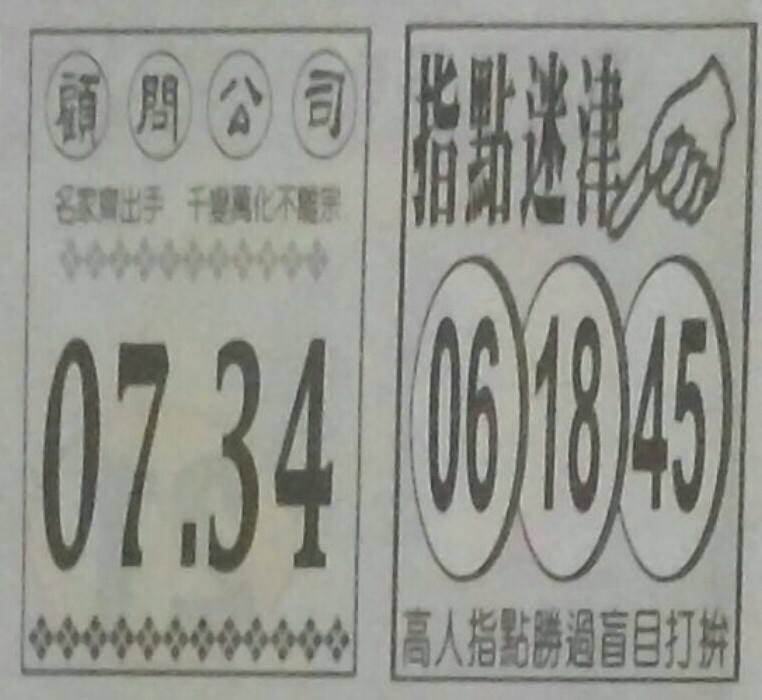 顧問公司
名家齊出手 千變萬化不離宗
07.34
指點迷津
06 18 45
高人指點勝過盲目打拚